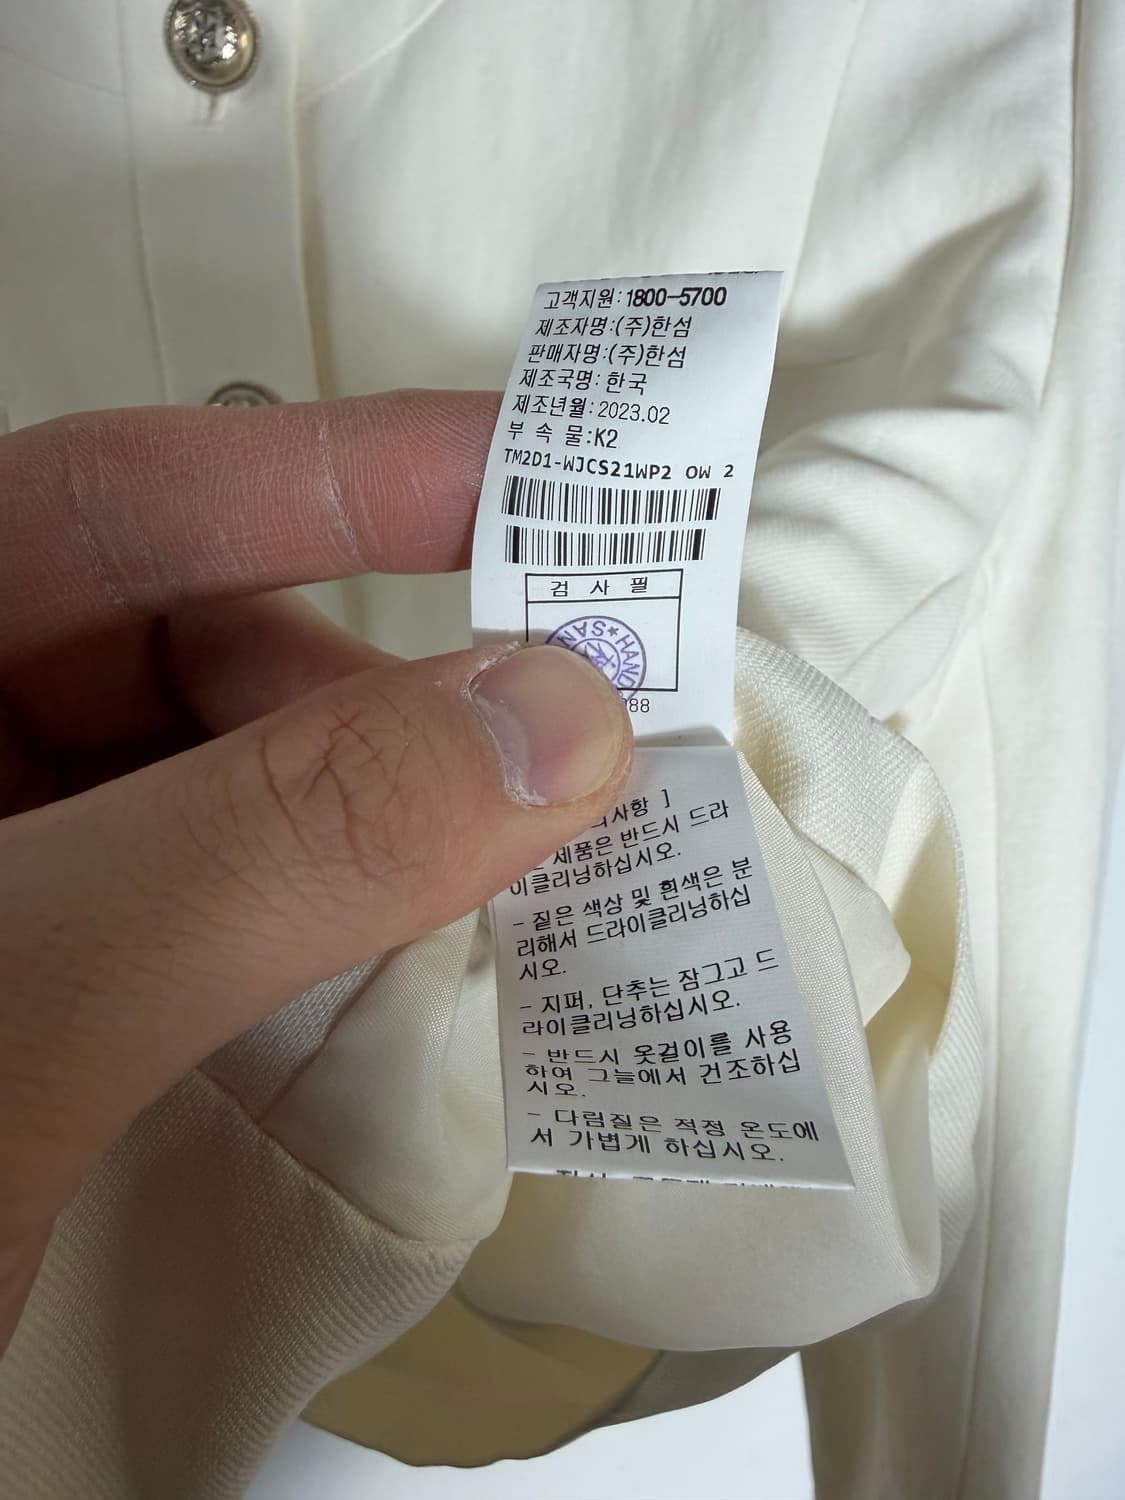 고객지원:1800-5700
제조자명:(주)한섬
판매자명:(주)한섬
제조국명: 한국
제조년월:2023.02
부 속 물:K2
TM2D1-WJCS21WP2 OW 2
검 사 필
SAN★HAND
88
사항 ]
제품은 반드시 드라
이클리닝하십시오.
- 짙은 색상 및 흰색은 분
리해서 드라이클리닝하십
시오.
- 지퍼, 단추는 잠그고 드
라이클리닝하십시오.
- 반드시 옷걸이를 사용
하여 그늘에서 건조하십
시오.
- 다림질은 적정 온도에
서 가볍게 하십시오.